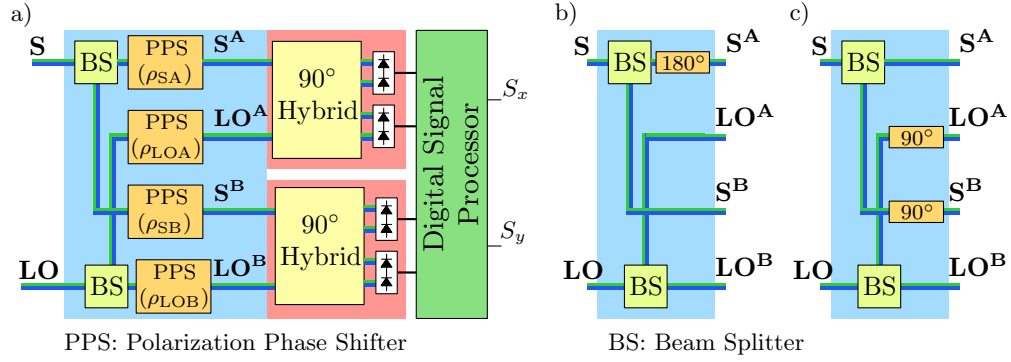 a)
S
BS
PPS
(ρSA)
S^A
PPS
(ρLOA)
LO^A
PPS
(ρSB)
S^B
LO
BS
PPS
(ρLOB)
LO^B
90°
Hybrid
90°
Hybrid
Digital Signal
Processor
S_x
S_y
b)
S
BS
180°
S^A
LO^A
S^B
LO
BS
LO^B
c)
S
BS
S^A
90°
LO^A
90°
S^B
LO
BS
LO^B
PPS: Polarization Phase Shifter
BS: Beam Splitter